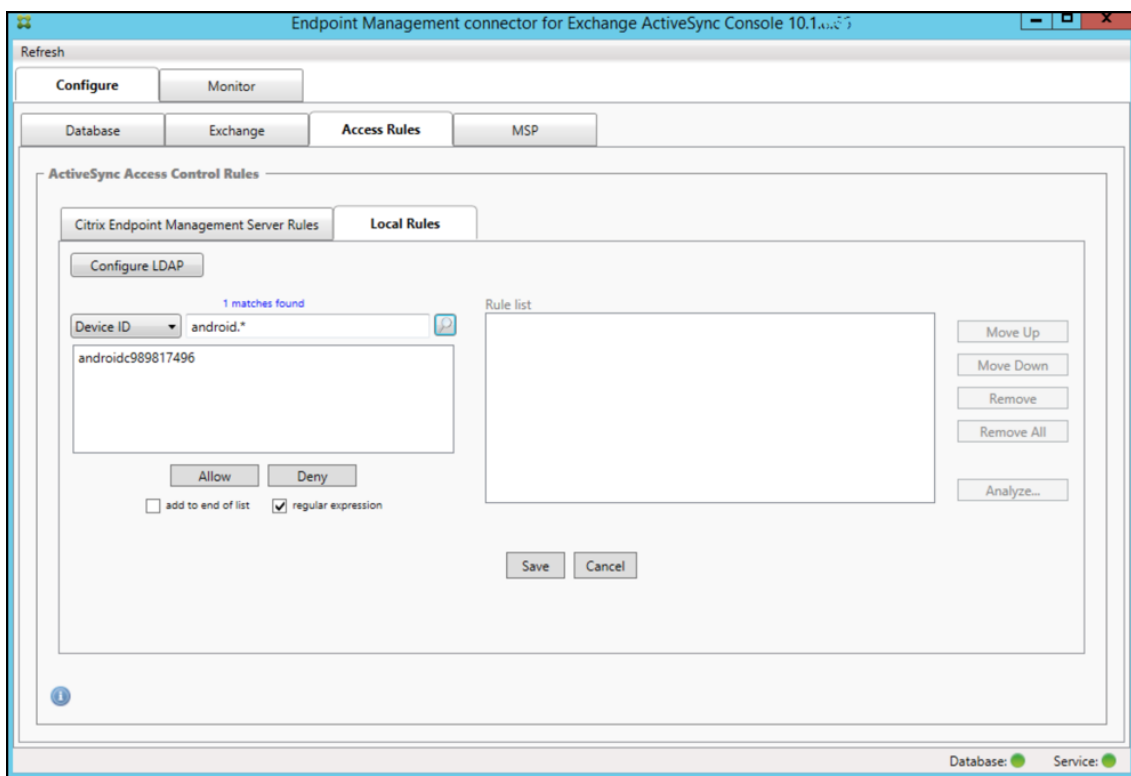 Endpoint Management connector for Exchange ActiveSync Console
Refresh
Configure Monitor
Database Exchange Access Rules MSP
ActiveSync Access Control Rules
Citrix Endpoint Management Server Rules Local Rules
Configure LDAP
1 matches found Rule list
Device ID android.*
androidc989817496
Move Up
Move Down
Remove
Remove All
Allow Deny
Analyze...
add to end of list regular expression
Save Cancel
Database: Service: